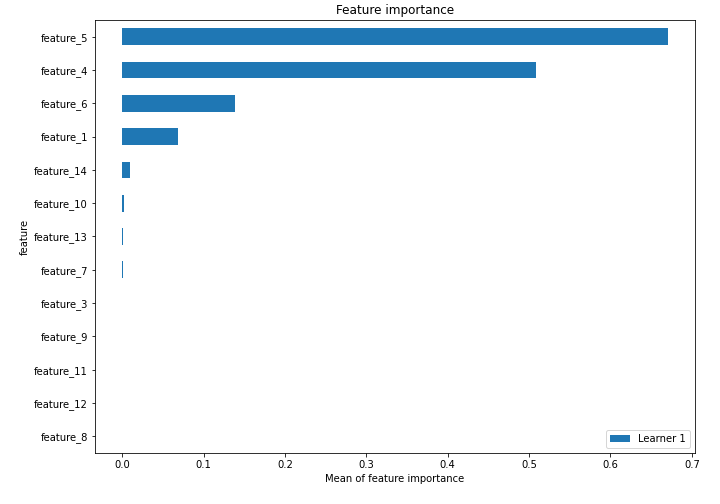 Feature importance
feature_5
feature_4
feature_6
feature_1
feature_14
feature_10
feature_13
feature_7
feature_3
feature_9
feature_11
feature_12
feature_8
feature
Learner 1
0.0 0.1 0.2 0.3 0.4 0.5 0.6 0.7
Mean of feature importance